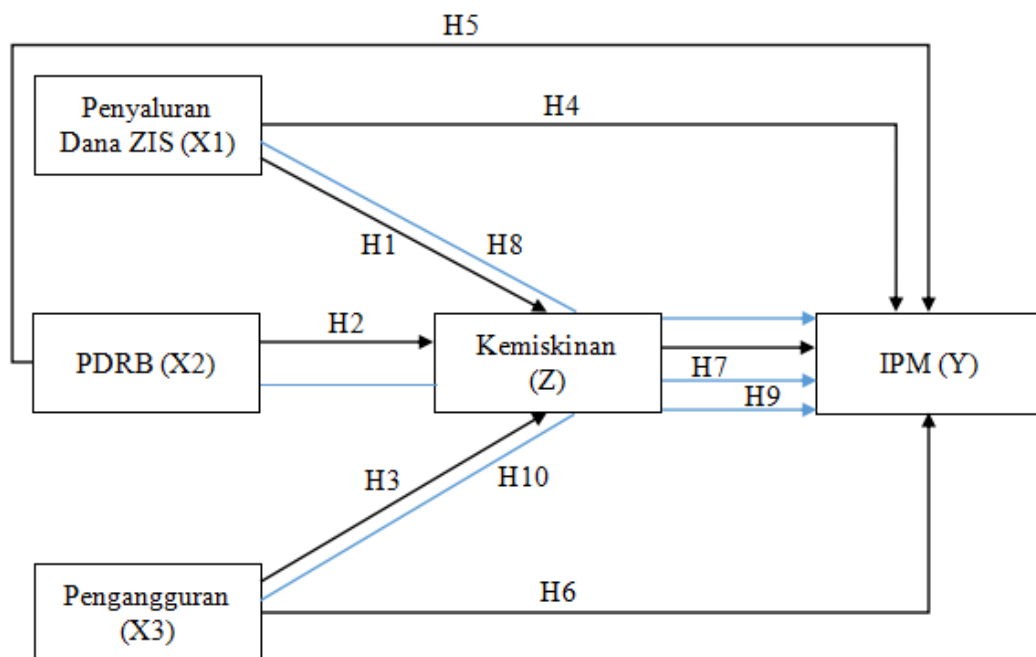 H5
Penyaluran
Dana ZIS (X1)
H4
H1
H8
PDRB (X2)
H2
Kemiskinan
(Z)
H7
H9
IPM (Y)
H3
H10
Pengangguran
(X3)
H6